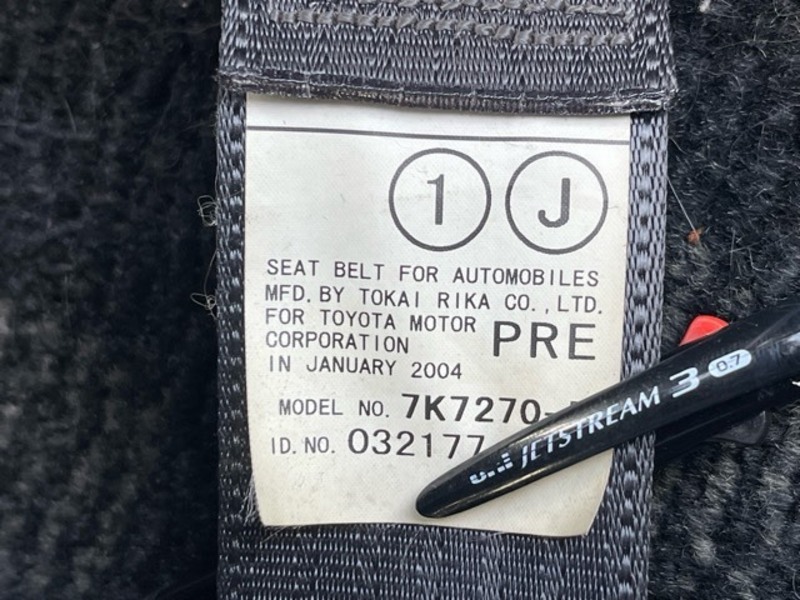 1 J
SEAT BELT FOR AUTOMOBILES
MFD. BY TOKAI RIKA CO., LTD.
FOR TOYOTA MOTOR
CORPORATION PRE
IN JANUARY 2004
MODEL NO. 7K7270-
ID. NO. 032177
uni JETSTREAM 3 0.7